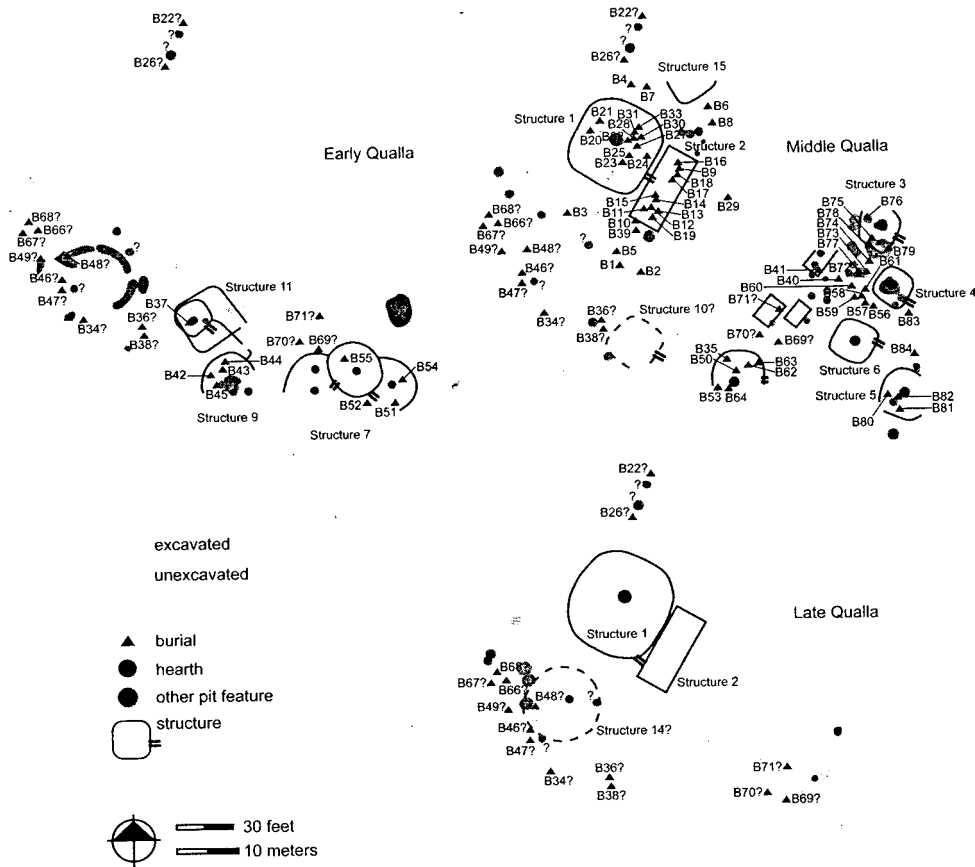 B22?
?
?
B26?
Early Qualla
B68?
B66?
B67?
B49?
B48?
?
B46?
B47?
?
B34?
B36?
B38?
B37
Structure 11
B71?
B70?
B69?
B44
B42
B43
B45
B55
B54
B52
B51
Structure 9
Structure 7
B22?
?
?
B26?
B4
B7
Structure 15
B6
B8
Structure 1
B21
B31
B33
B28
B30
B20
B27
B25
B23
B24
Structure 2
B16
B9
B18
B17
B15
B14
B11
B13
B10
B12
B39
B19
B29
Middle Qualla
B68?
B66?
B67?
B3
?
B49?
B48?
B5
B46?
B1
B2
B47?
?
B34?
B36?
B38?
Structure 10?
Structure 3
B75
B76
B78
B74
B73
B77
B79
B61
B41
B40
B60
B58
Structure 4
B71?
B59
B57
B56
B83
B70?
B69?
B35
B50
B63
B62
B53
B64
Structure 6
B84
Structure 5
B82
B81
B80
B22?
?
?
B26?
Structure 1
Structure 2
Late Qualla
B68?
B67?
B66?
B48?
?
B49?
B46?
B47?
?
Structure 14?
B34?
B36?
B38?
B71?
B70?
B69?
excavated
unexcavated
burial
hearth
other pit feature
structure
30 feet
10 meters